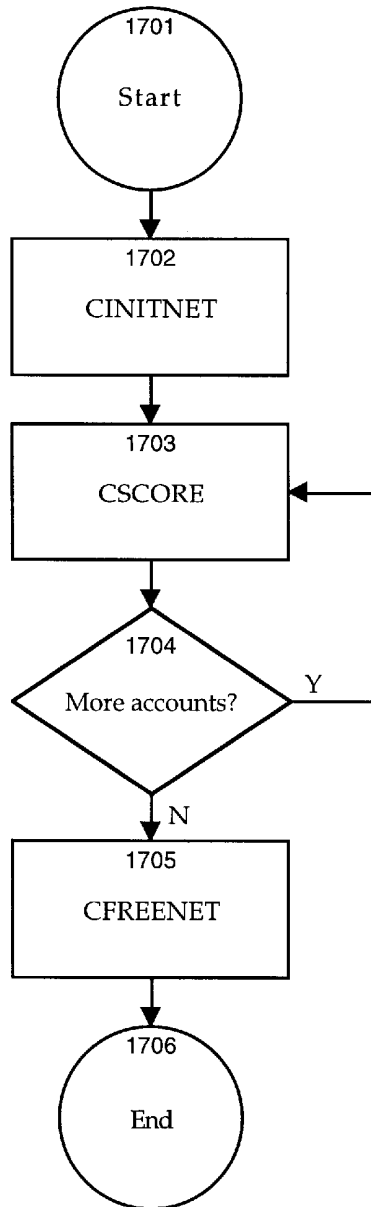 1701
Start
1702
CINITNET
1703
CSCORE
1704
More accounts?
Y
N
1705
CFREENET
1706
End